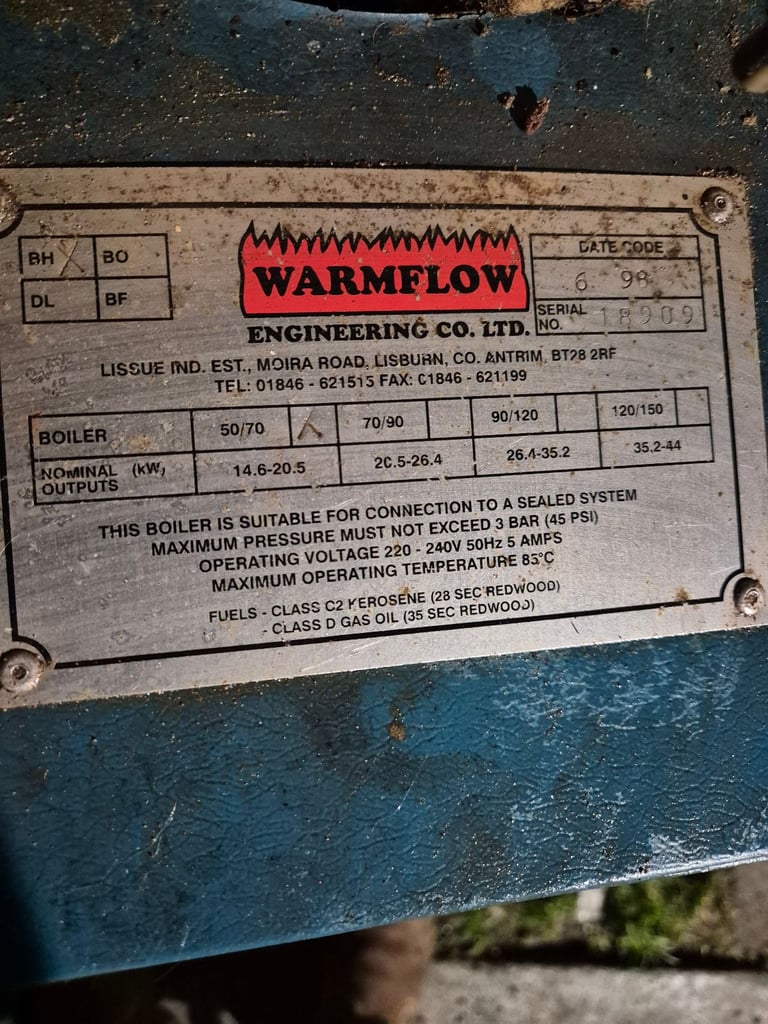 BH X BO
DL BF
WARMFLOW
ENGINEERING CO. LTD.
DATE CODE
6 98
SERIAL NO. 18909
LISSUE IND. EST., MOIRA ROAD, LISBURN, CO. ANTRIM, BT28 2RF
TEL: 01846 - 621515 FAX: 01846 - 621199
BOILER 50/70 X 70/90 90/120 120/150
NOMINAL (kW) OUTPUTS 14.6-20.5 20.5-26.4 26.4-35.2 35.2-44
THIS BOILER IS SUITABLE FOR CONNECTION TO A SEALED SYSTEM
MAXIMUM PRESSURE MUST NOT EXCEED 3 BAR (45 PSI)
OPERATING VOLTAGE 220 - 240V 50Hz 5 AMPS
MAXIMUM OPERATING TEMPERATURE 85°C
FUELS - CLASS C2 KEROSENE (28 SEC REDWOOD)
- CLASS D GAS OIL (35 SEC REDWOOD)